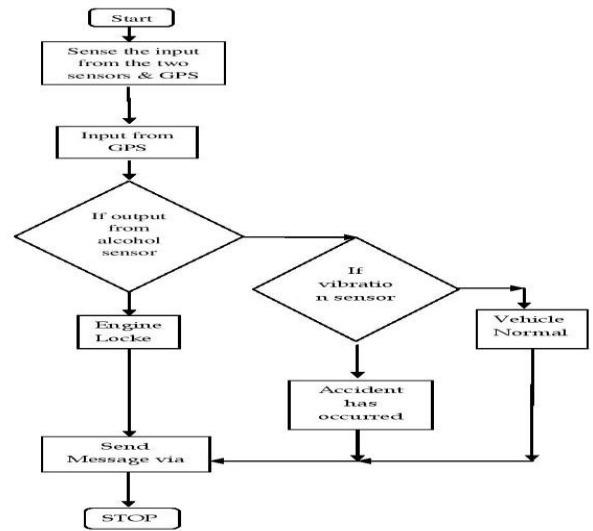 Start
Sense the input
from the two
sensors & GPS
Input from
GPS
If output
from
alcohol
sensor
If
vibratio
n sensor
Engine
Locke
Vehicle
Normal
Accident
has
occurred
Send
Message via
STOP